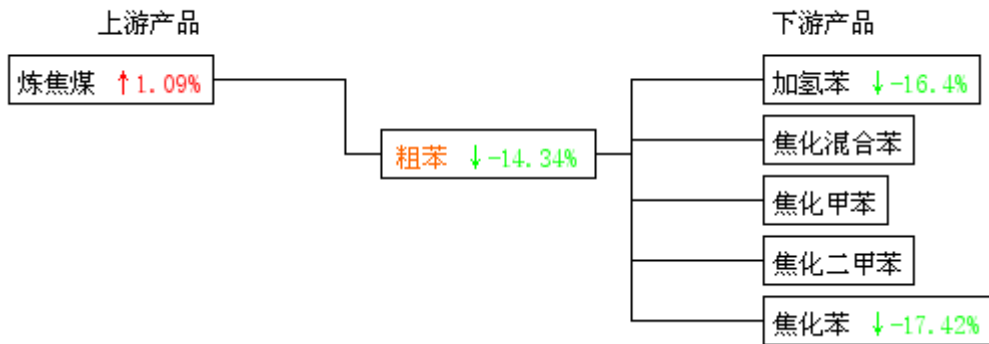 上游产品
下游产品
炼焦煤 ↑1.09%
加氢苯 ↓-16.4%
焦化混合苯
粗苯 ↓-14.34%
焦化甲苯
焦化二甲苯
焦化苯 ↓-17.42%